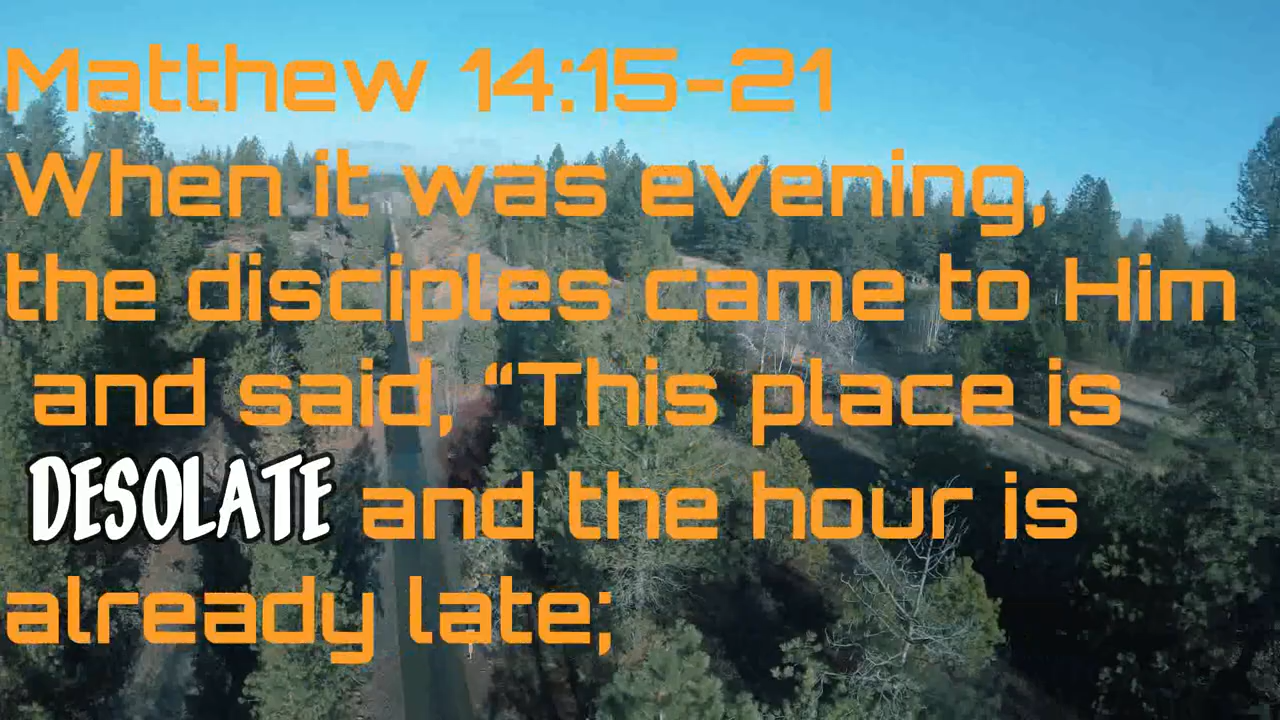 Matthew 14:15-21
When it was evening,
the disciples came to Him
and said, “This place is
DESOLATE and the hour is
already late;